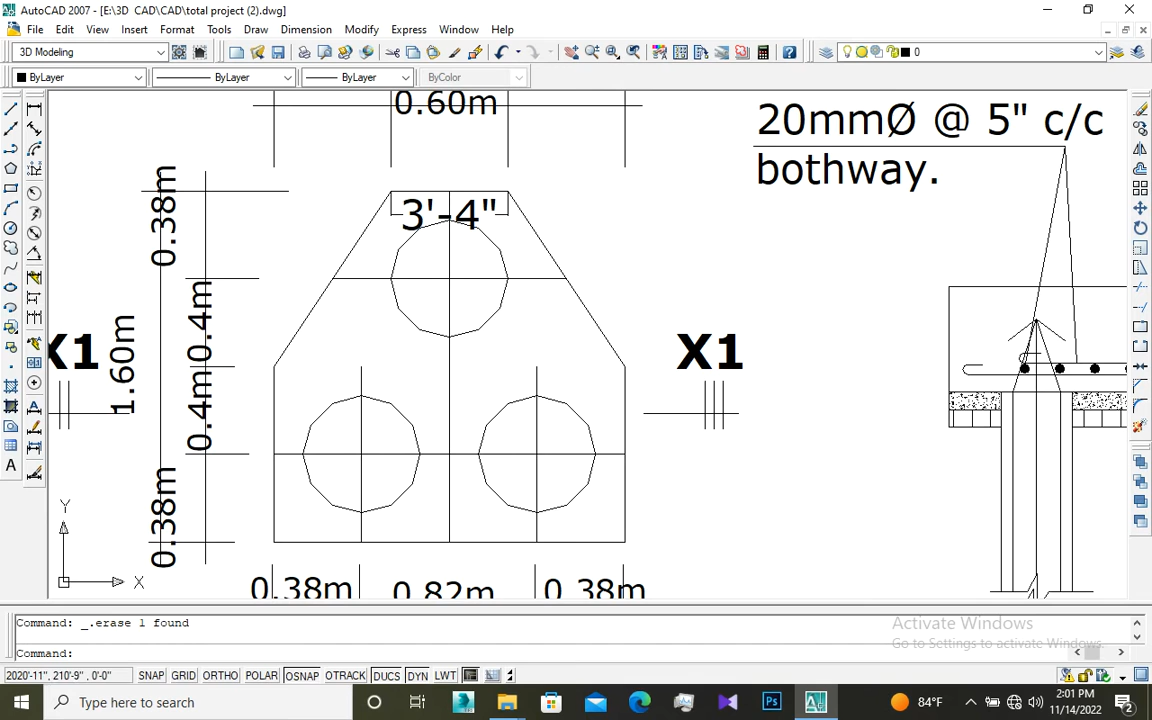 AutoCAD 2007 - [E:\3D  CAD\CAD\total project (2).dwg]
File Edit View Insert Format Tools Draw Dimension Modify Express Window Help
3D Modeling
0
ByLayer ByLayer ByLayer ByColor
0.60m
20mmØ @ 5" c/c
bothway.
0.38m
3'-4"
0.4m
X1
1.60m
X1
0.4m
0.38m
Y
X
0.38m 0.82m 0.38m
Command: _.erase 1 found
Activate Windows
Go to Settings to activate Windows.
Command:
2020'-11", 210'-9" , 0'-0" SNAP GRID ORTHO POLAR OSNAP OTRACK DUCS DYN LWT
Type here to search
84°F
2:01 PM
11/14/2022
2